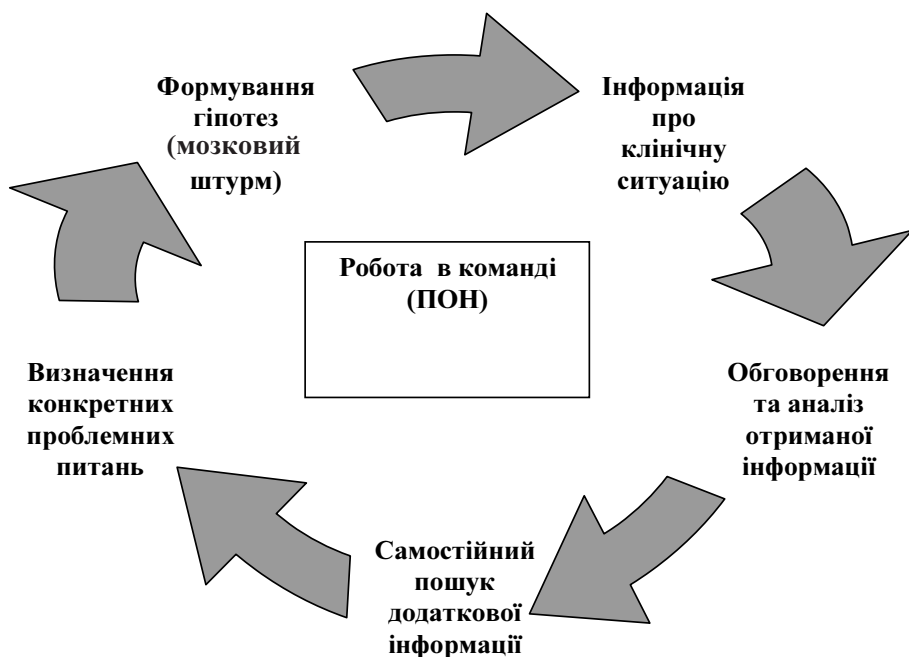 Формування
гіпотез
(мозковий
штурм)
Інформація
про
клінічну
ситуацію
Робота в команді
(ПОН)
Обговорення
та аналіз
отриманої
інформації
Самостійний
пошук
додаткової
інформації
Визначення
конкретних
проблемних
питань